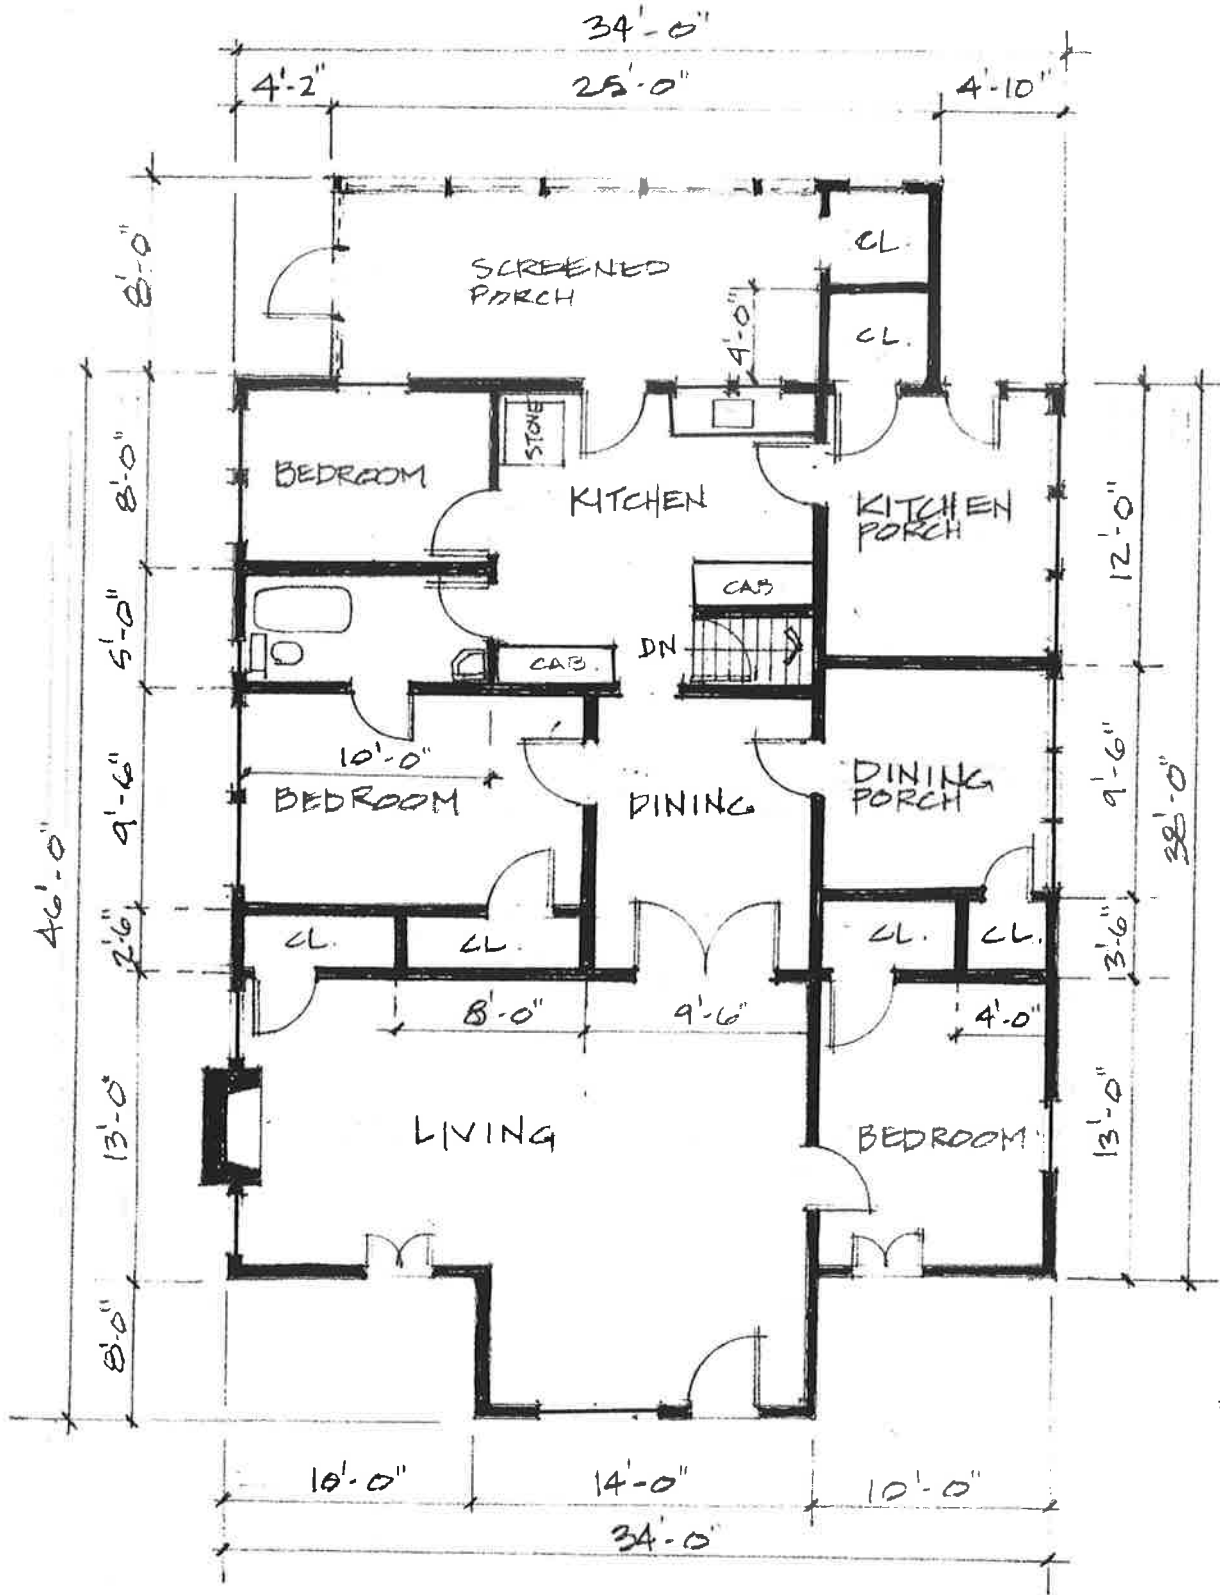 34'-0"
4'-2"
25'-0"
4'-10"
8'-0"
CL.
SCREENED
PORCH
4'-0"
CL.
STOVE
BEDROOM
KITCHEN
KITCHEN
PORCH
8'-0"
12'-0"
CAB
5'-0"
DN
CAB.
10'-0"
BEDROOM
DINING
DINING
PORCH
9'-6"
9'-6"
38'-0"
46'-0"
2'6"
CL.
CL.
CL.
CL.
13'-6"
8'-0"
9'-6"
4'-0"
13'-0"
LIVING
BEDROOM
13'-0"
8'-0"
10'-0"
14'-0"
10'-0"
34'-0"